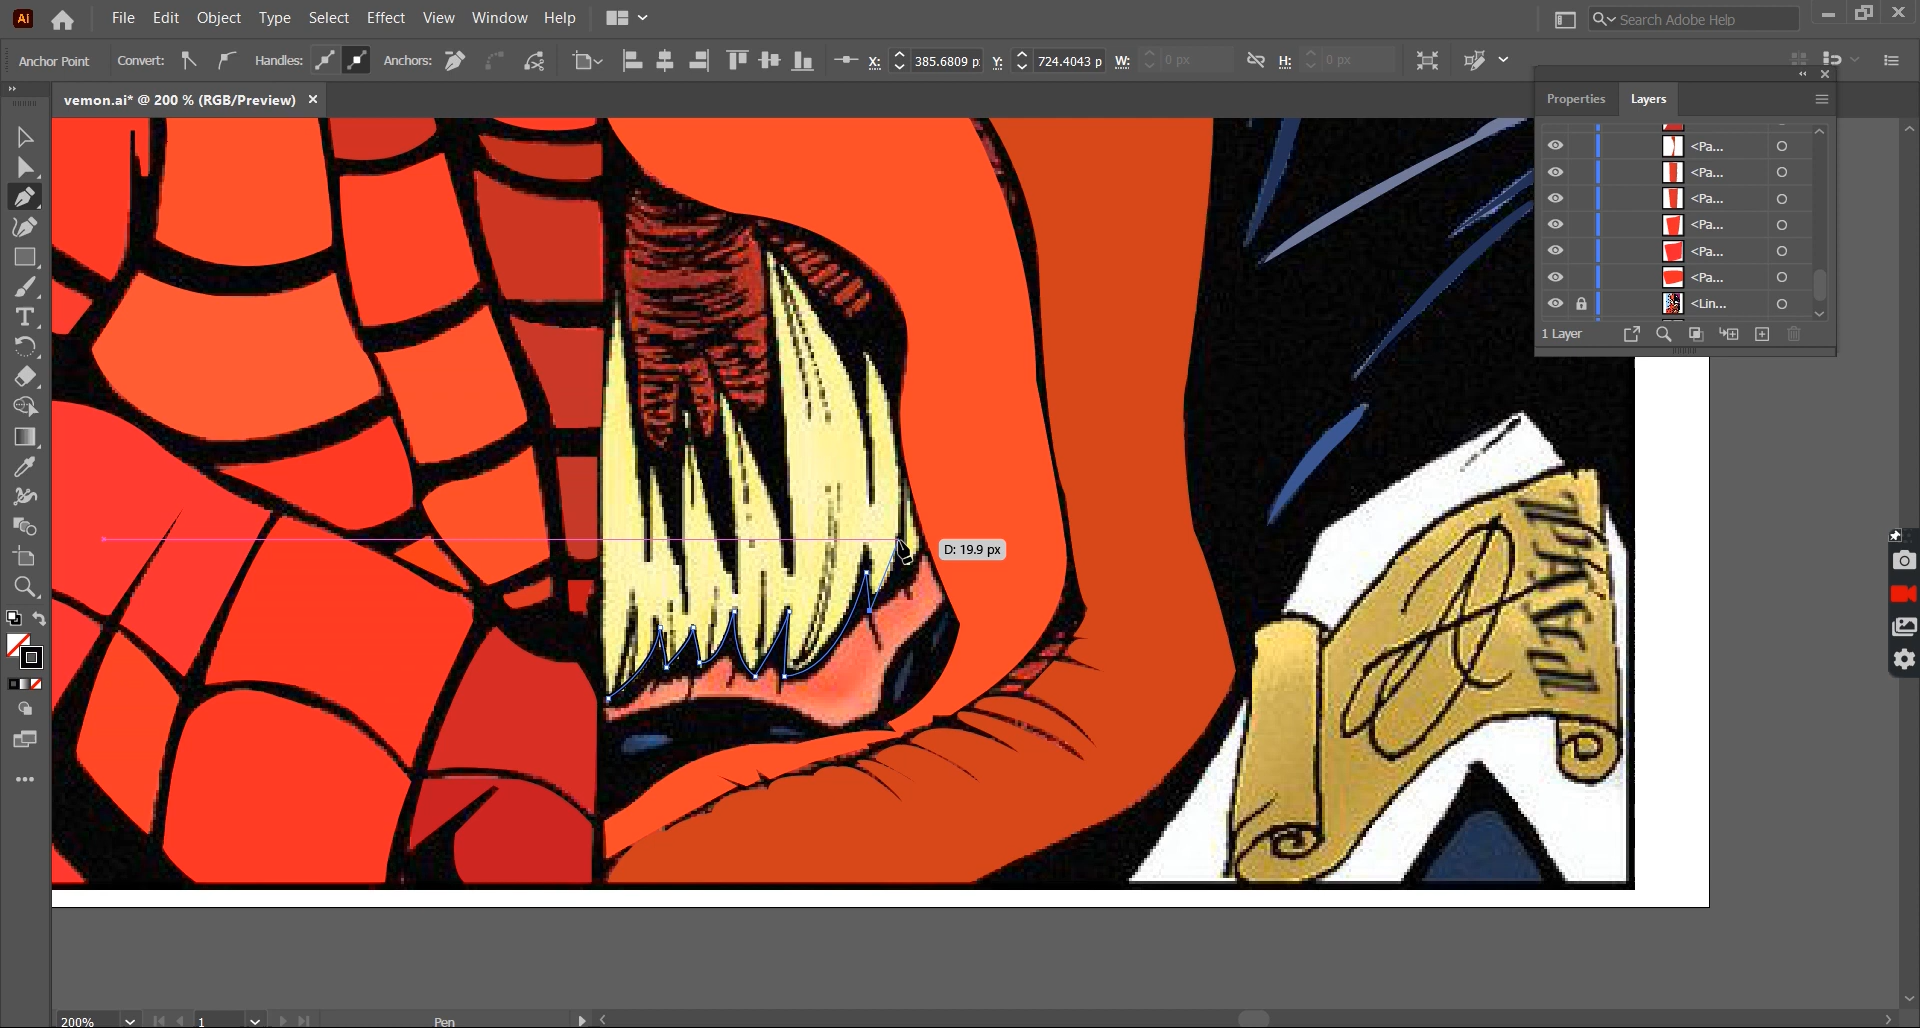 Ai File Edit Object Type Select Effect View Window Help Search Adobe Help
Anchor Point Convert: Handles: Anchors: X: 385.6809 p Y: 724.4043 p W: 0 px H: 0 px
vemon.ai* @ 200 % (RGB/Preview)
Properties Layers
<Pa...
<Pa...
<Pa...
<Pa...
<Pa...
<Pa...
<Lin...
1 Layer
D: 19.9 px
200% 1 Pen